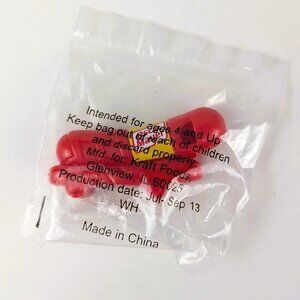 Intended for ages 4 and Up
Keep bag out of reach of children
and discard properly.
Mfd. for: Kraft Foods,
Glenview, IL 60025
Production date: Jul- Sep 13
WH
Made in China